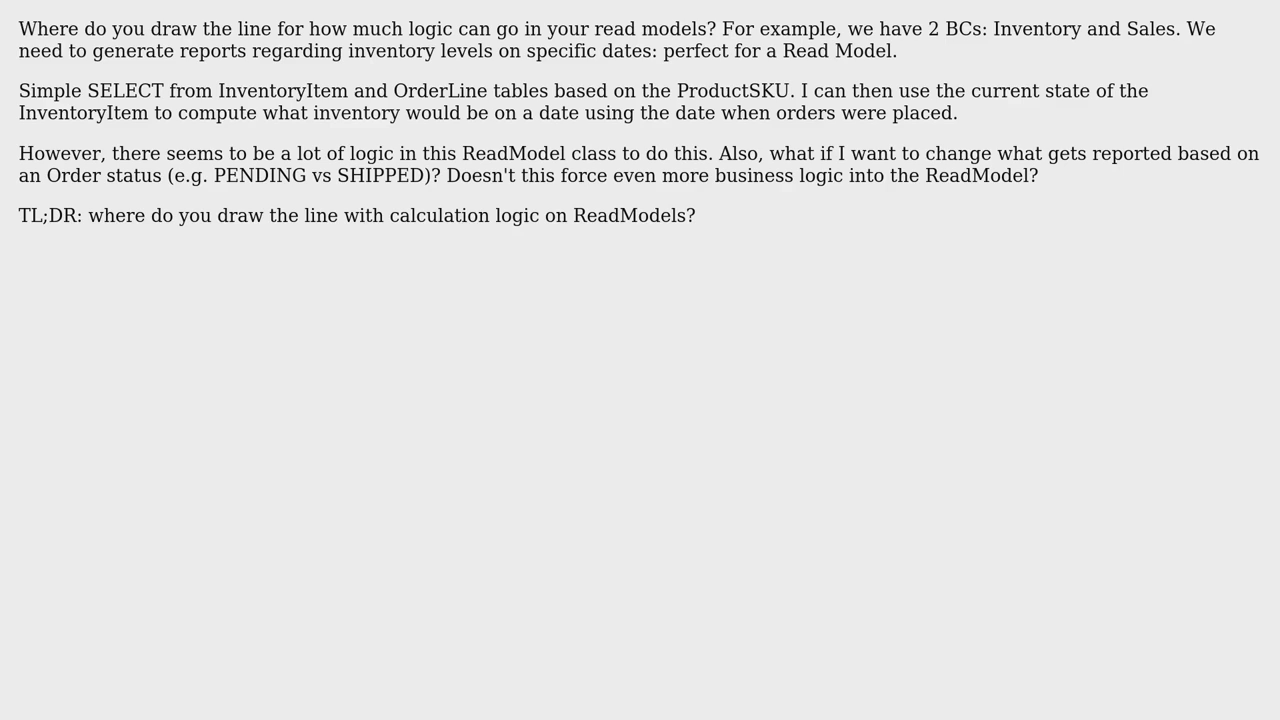 Where do you draw the line for how much logic can go in your read models? For example, we have 2 BCs: Inventory and Sales. We
need to generate reports regarding inventory levels on specific dates: perfect for a Read Model.
Simple SELECT from InventoryItem and OrderLine tables based on the ProductSKU. I can then use the current state of the
InventoryItem to compute what inventory would be on a date using the date when orders were placed.
However, there seems to be a lot of logic in this ReadModel class to do this. Also, what if I want to change what gets reported based on
an Order status (e.g. PENDING vs SHIPPED)? Doesn't this force even more business logic into the ReadModel?
TL;DR: where do you draw the line with calculation logic on ReadModels?